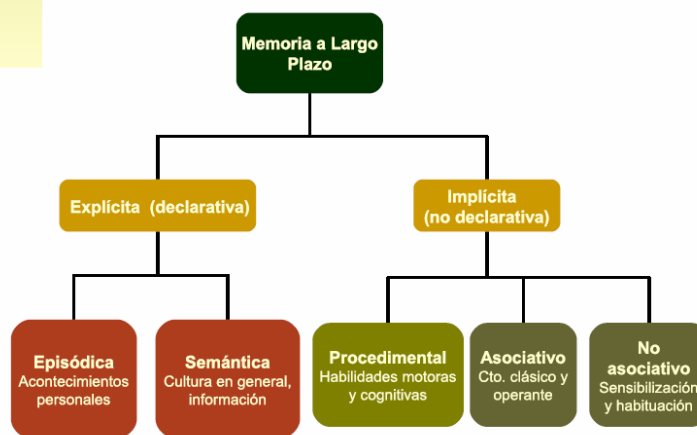 Memoria a Largo
Plazo
Explícita (declarativa)
Implícita
(no declarativa)
Episódica
Acontecimientos
personales
Semántica
Cultura en general,
información
Procedimental
Habilidades motoras
y cognitivas
Asociativo
Cto. clásico y
operante
No
asociativo
Sensibilización
y habituación